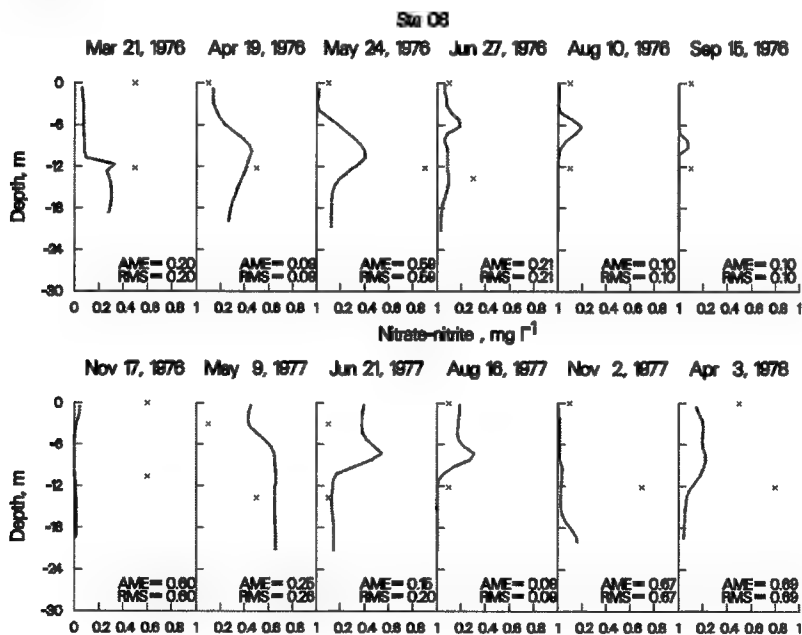 Sta 06
Mar 21, 1976 Apr 19, 1976 May 24, 1976 Jun 27, 1976 Aug 10, 1976 Sep 15, 1976
0
-6
-12
-18
-24
-30
Depth, m
AME = 0.20 AME = 0.09 AME = 0.58 AME = 0.21 AME = 0.10 AME = 0.10
RMS = 0.20 RMS = 0.09 RMS = 0.59 RMS = 0.21 RMS = 0.10 RMS = 0.10
0 0.2 0.4 0.6 0.8 1 0.2 0.4 0.6 0.8 1 0.2 0.4 0.6 0.8 1 0.2 0.4 0.6 0.8 1 0.2 0.4 0.6 0.8 1 0.2 0.4 0.6 0.8 1
Nitrate-nitrite , mg l⁻¹
Nov 17, 1976 May 9, 1977 Jun 21, 1977 Aug 16, 1977 Nov 2, 1977 Apr 3, 1978
0
-6
-12
-18
-24
-30
Depth, m
AME = 0.60 AME = 0.25 AME = 0.15 AME = 0.09 AME = 0.67 AME = 0.69
RMS = 0.60 RMS = 0.26 RMS = 0.20 RMS = 0.09 RMS = 0.67 RMS = 0.69
0 0.2 0.4 0.6 0.8 1 0.2 0.4 0.6 0.8 1 0.2 0.4 0.6 0.8 1 0.2 0.4 0.6 0.8 1 0.2 0.4 0.6 0.8 1 0.2 0.4 0.6 0.8 1